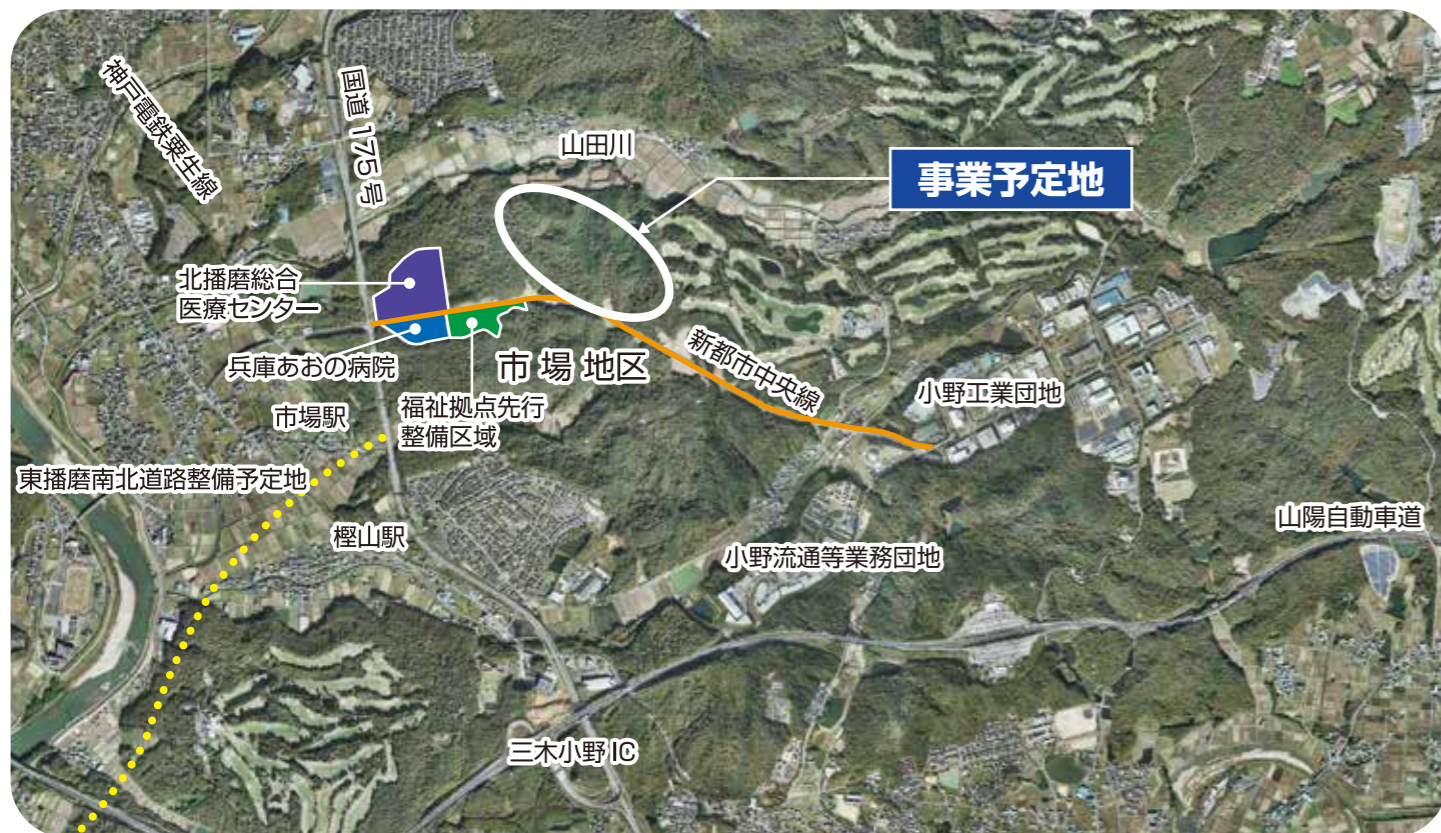 神戸電鉄粟生線
国道175号
山田川
事業予定地
北播磨総合
医療センター
兵庫あおの病院
市場地区
新都市中央線
小野工業団地
市場駅
福祉拠点先行
整備区域
東播磨南北道路整備予定地
樫山駅
山陽自動車道
小野流通等業務団地
三木小野IC